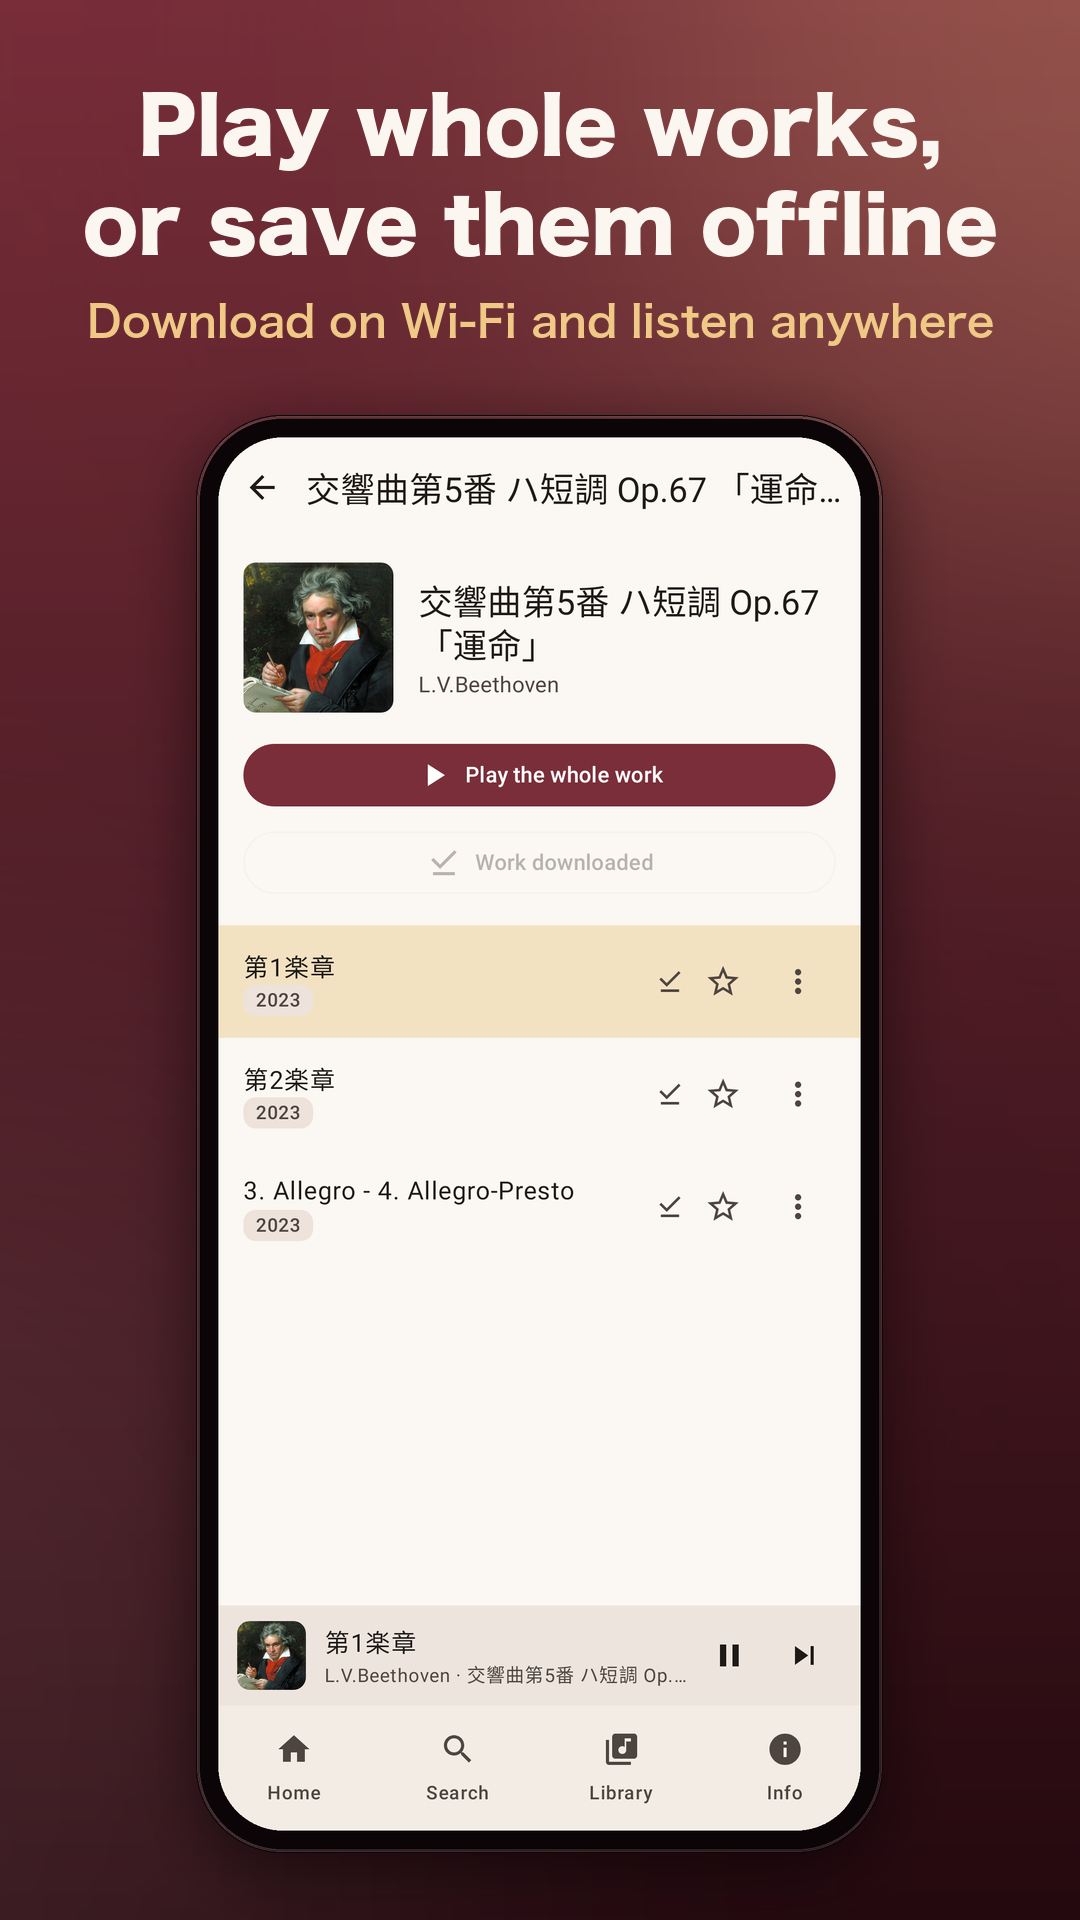 Play whole works,
or save them offline
Download on Wi-Fi and listen anywhere
交響曲第5番 ハ短調 Op.67 「運命...
交響曲第5番 ハ短調 Op.67
「運命」
L.V.Beethoven
Play the whole work
Work downloaded
第1楽章
2023
第2楽章
2023
3. Allegro - 4. Allegro-Presto
2023
第1楽章
L.V.Beethoven · 交響曲第5番 ハ短調 Op....
Home
Search
Library
Info